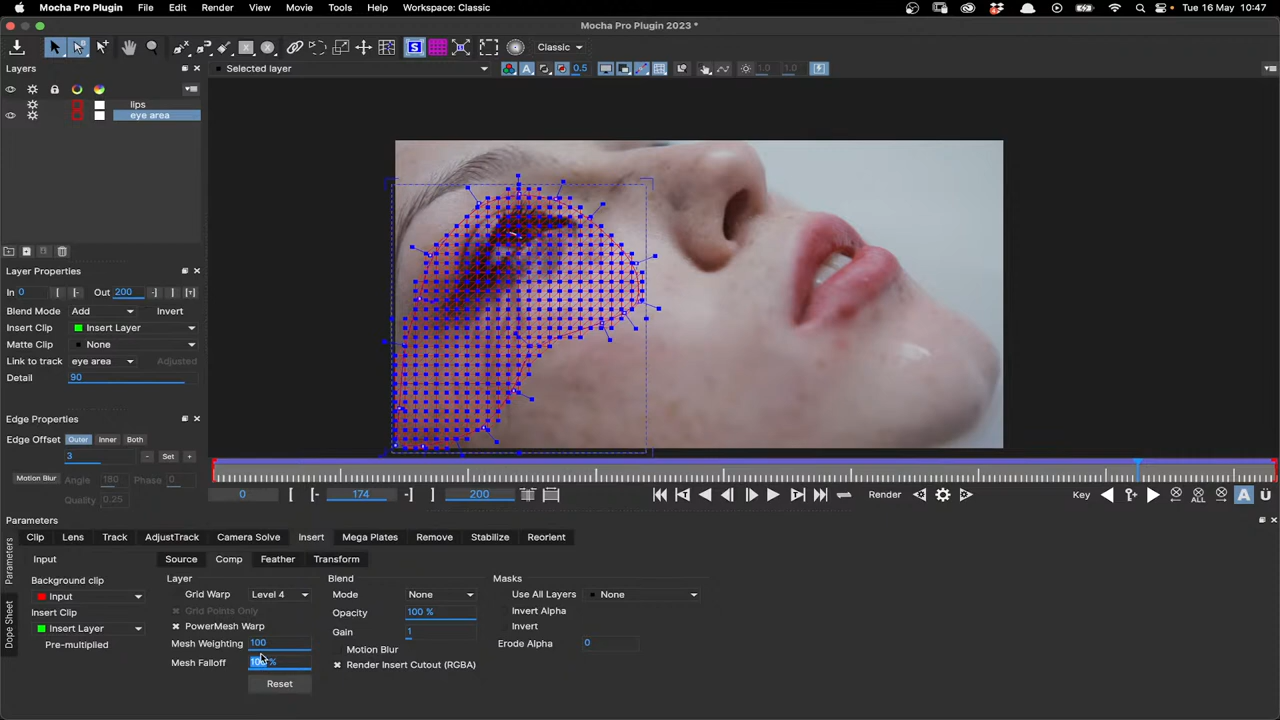 Mocha Pro Plugin File Edit Render View Movie Tools Help Workspace: Classic Tue 16 May 10:47
Mocha Pro Plugin 2023 *
Classic
Layers
Selected layer
0.5
1.0
1.0
lips
eye area
Layer Properties
In 0 Out 200
Blend Mode Add Invert
Insert Clip Insert Layer
Matte Clip None
Link to track eye area Adjusted
Detail 90
Edge Properties
Edge Offset Outer Inner Both
3 - Set +
Motion Blur Angle 180 Phase 0
Quality 0.25
0 174 200
Render
Key
A
Parameters
Clip Lens Track AdjustTrack Camera Solve Insert Mega Plates Remove Stabilize Reorient
Parameters
Dope Sheet
Input
Source Comp Feather Transform
Background clip
Input
Insert Clip
Insert Layer
Pre-multiplied
Layer
Grid Warp Level 4
Grid Points Only
PowerMesh Warp
Mesh Weighting 100
Mesh Falloff
Reset
Blend
Mode None
Opacity 100 %
Gain 1
Motion Blur
Render Insert Cutout (RGBA)
Masks
Use All Layers None
Invert Alpha
Invert
Erode Alpha 0